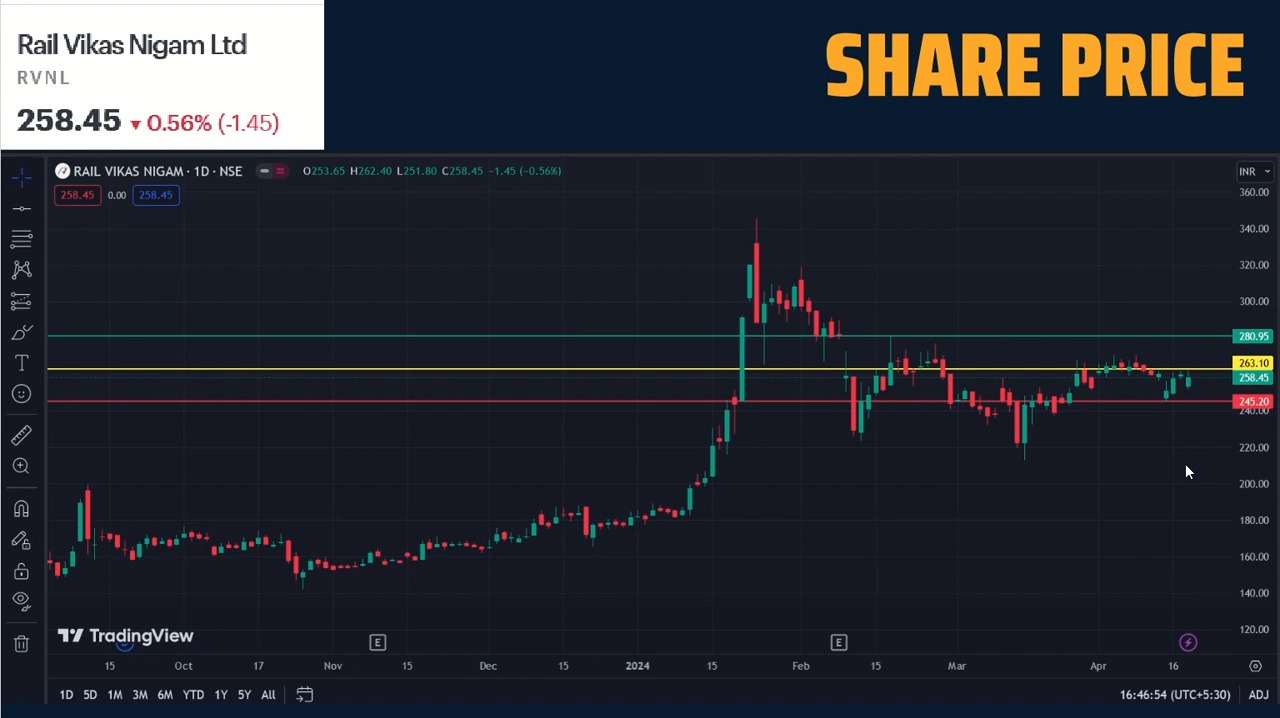 Rail Vikas Nigam Ltd
RVNL
258.45 ▼ 0.56% (-1.45)
SHARE PRICE
RAIL VIKAS NIGAM · 1D · NSE O253.65 H262.40 L251.80 C258.45 -1.45 (-0.56%)
INR
258.45 0.00 258.45
360.00
340.00
320.00
300.00
280.95
263.10
258.45
245.20
240.00
220.00
200.00
180.00
160.00
140.00
120.00
TradingView
E E
15 Oct 17 Nov 15 Dec 15 2024 15 Feb 15 Mar Apr 16
1D 5D 1M 3M 6M YTD 1Y 5Y All
16:46:54 (UTC+5:30) ADJ